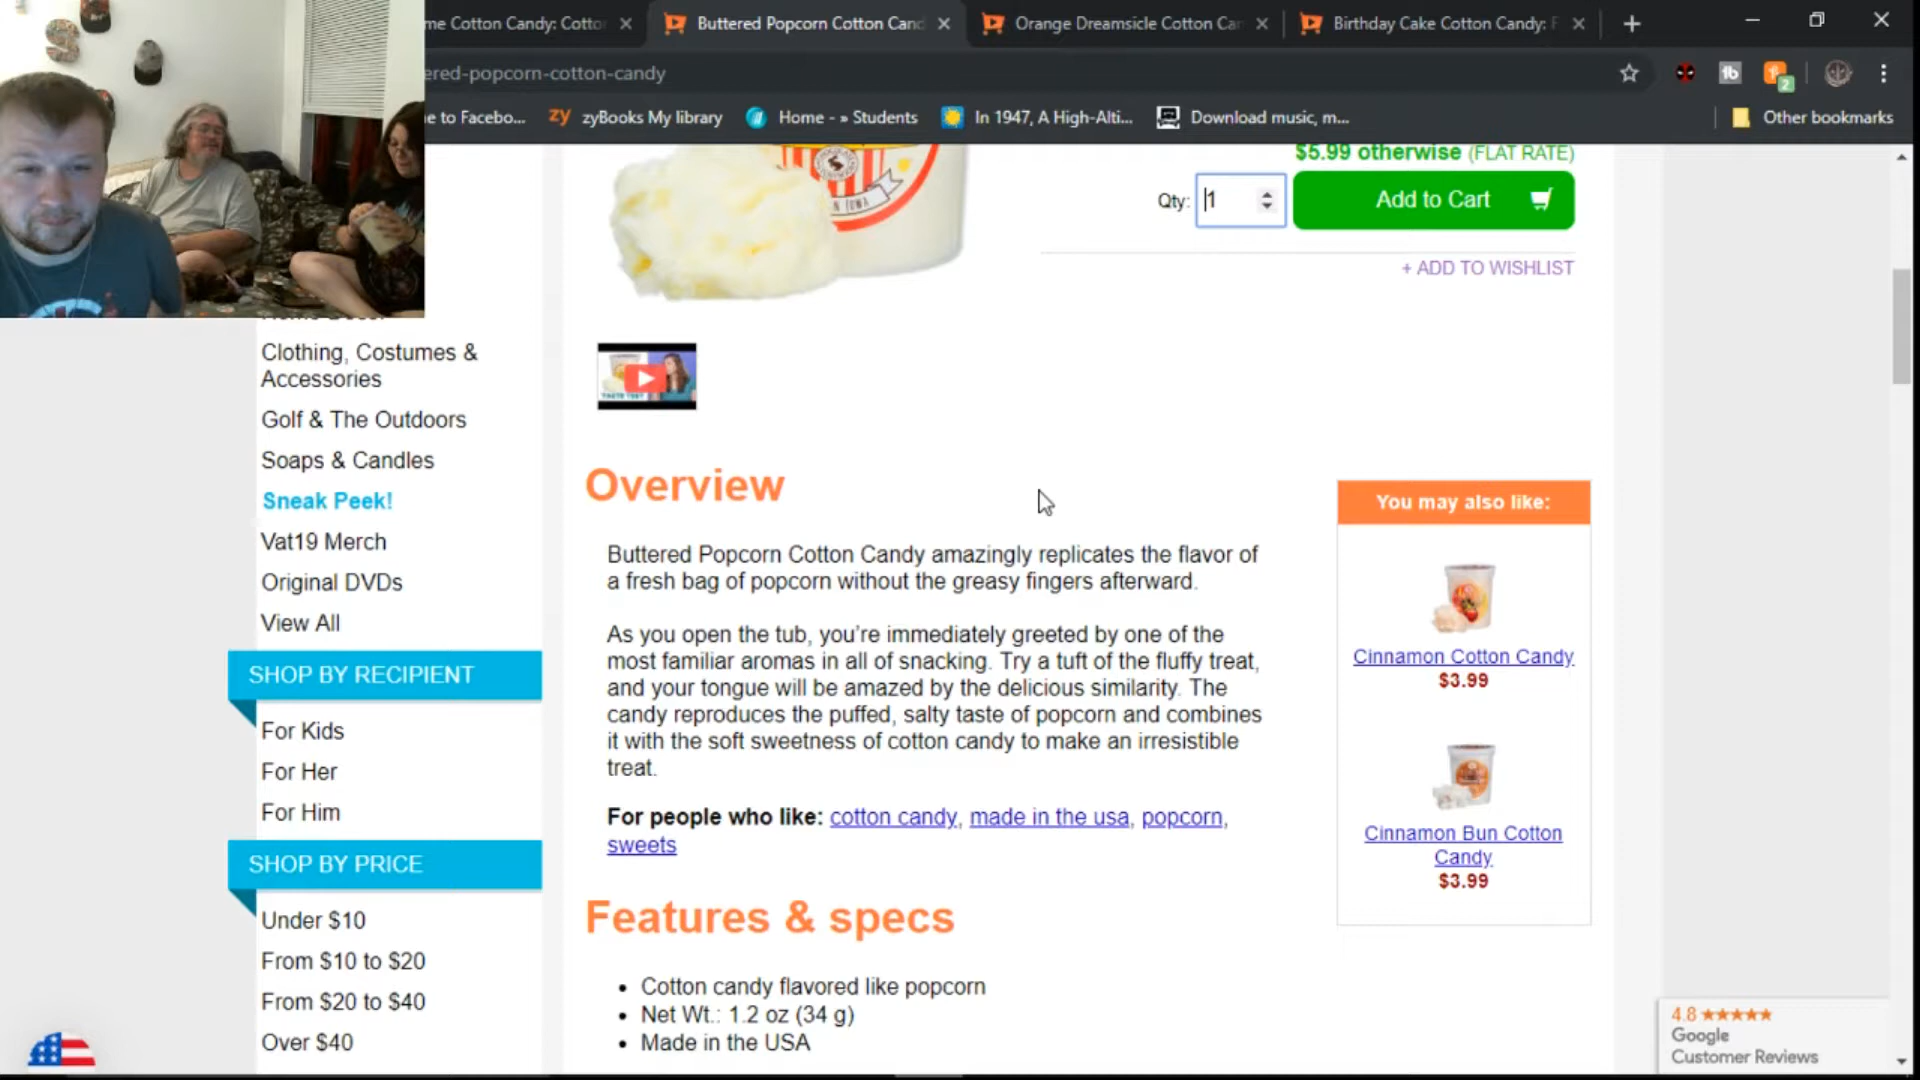 me Cotton Candy: Cotto
Buttered Popcorn Cotton Cand
Orange Dreamsicle Cotton Ca
Birthday Cake Cotton Candy: F
ered-popcorn-cotton-candy
2
e to Facebo...
zy zyBooks My library
Home - » Students
In 1947, A High-Alti...
Download music, m...
Other bookmarks
$5.99 otherwise (FLAT RATE)
Qty: 1
Add to Cart
+ ADD TO WISHLIST
Clothing, Costumes &
Accessories
Golf & The Outdoors
Soaps & Candles
Sneak Peek!
Vat19 Merch
Original DVDs
View All
SHOP BY RECIPIENT
For Kids
For Her
For Him
SHOP BY PRICE
Under $10
From $10 to $20
From $20 to $40
Over $40
Overview
Buttered Popcorn Cotton Candy amazingly replicates the flavor of
a fresh bag of popcorn without the greasy fingers afterward.
As you open the tub, you’re immediately greeted by one of the
most familiar aromas in all of snacking. Try a tuft of the fluffy treat,
and your tongue will be amazed by the delicious similarity. The
candy reproduces the puffed, salty taste of popcorn and combines
it with the soft sweetness of cotton candy to make an irresistible
treat.
For people who like: cotton candy, made in the usa, popcorn,
sweets
Features & specs
• Cotton candy flavored like popcorn
• Net Wt.: 1.2 oz (34 g)
• Made in the USA
You may also like:
Cinnamon Cotton Candy
$3.99
Cinnamon Bun Cotton
Candy
$3.99
4.8
Google
Customer Reviews